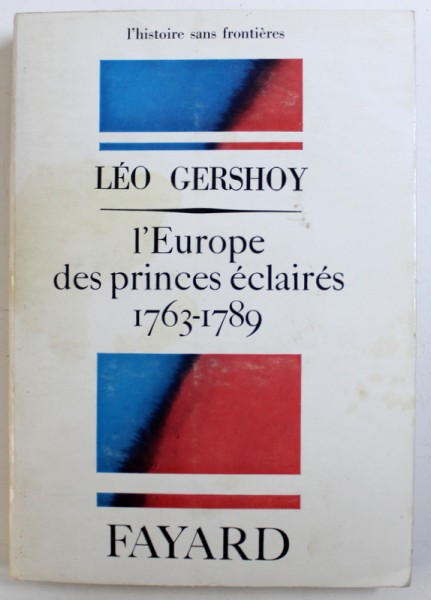 l'histoire sans frontières
LÉO GERSHOY
l'Europe
des princes éclairés
1763-1789
FAYARD